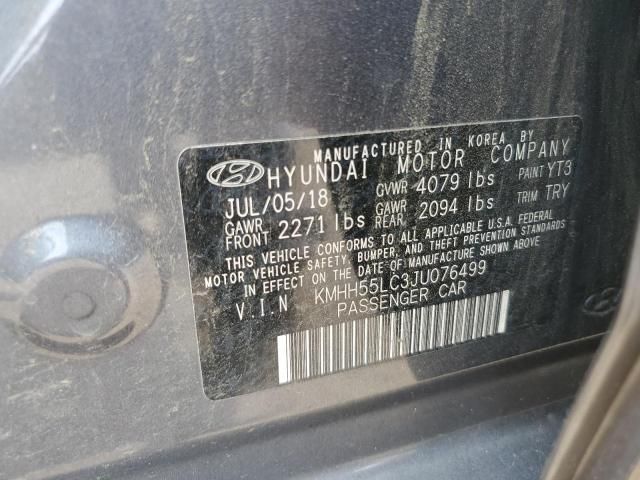 MANUFACTURED IN KOREA BY
HYUNDAI MOTOR COMPANY
JUL/05/18 GVWR 4079 lbs PAINT YT3
GAWR FRONT 2271 lbs GAWR REAR 2094 lbs TRIM TRY
THIS VEHICLE CONFORMS TO ALL APPLICABLE U.S.A. FEDERAL
MOTOR VEHICLE SAFETY, BUMPER, AND THEFT PREVENTION STANDARDS
IN EFFECT ON THE DATE OF MANUFACTURE SHOWN ABOVE.
V.I.N KMHH55LC3JU076499
PASSENGER CAR